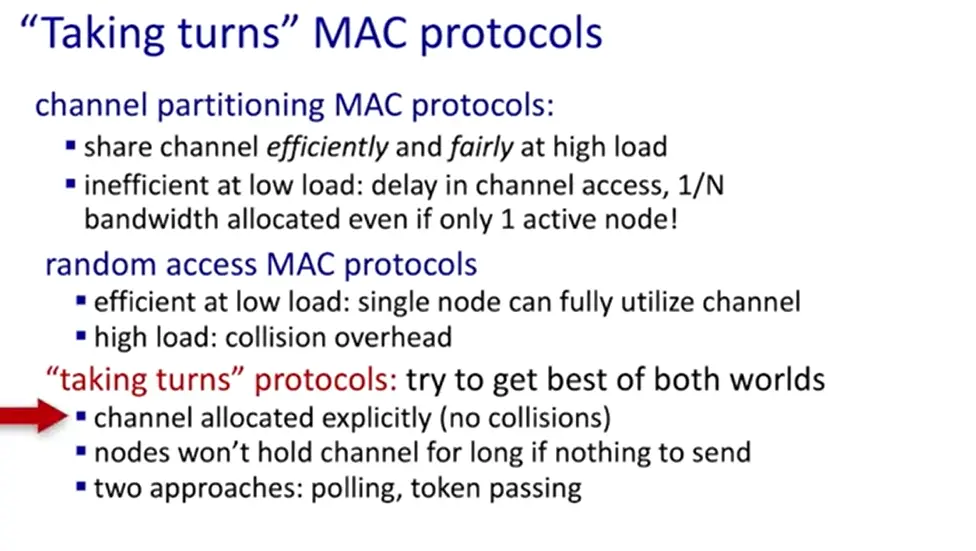 “Taking turns” MAC protocols
channel partitioning MAC protocols:
▪ share channel efficiently and fairly at high load
▪ inefficient at low load: delay in channel access, 1/N
bandwidth allocated even if only 1 active node!
random access MAC protocols
▪ efficient at low load: single node can fully utilize channel
▪ high load: collision overhead
“taking turns” protocols: try to get best of both worlds
▪ channel allocated explicitly (no collisions)
▪ nodes won’t hold channel for long if nothing to send
▪ two approaches: polling, token passing